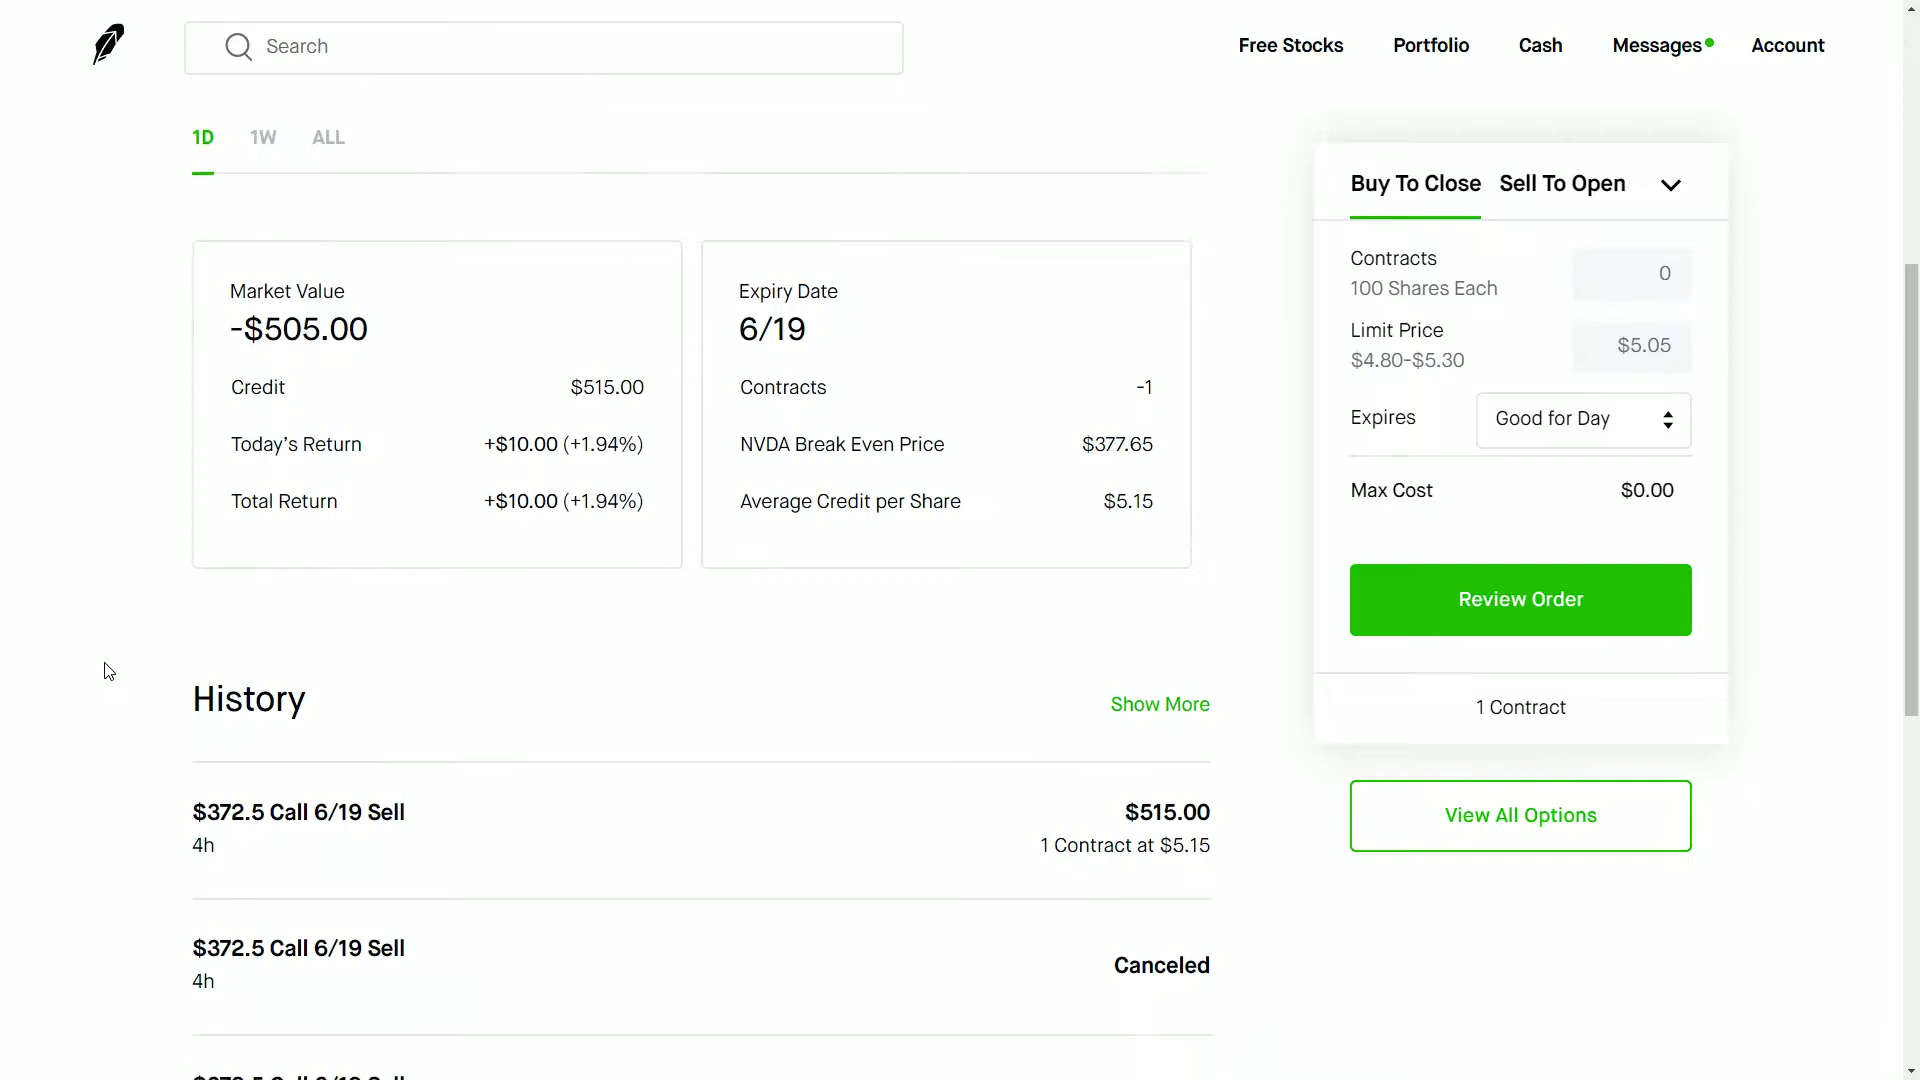 Search
Free Stocks Portfolio Cash Messages Account
1D 1W ALL
Buy To Close Sell To Open
Market Value
-$505.00
Credit $515.00
Today’s Return +$10.00 (+1.94%)
Total Return +$10.00 (+1.94%)
Expiry Date
6/19
Contracts -1
NVDA Break Even Price $377.65
Average Credit per Share $5.15
Contracts
100 Shares Each
0
Limit Price
$4.80-$5.30
$5.05
Expires Good for Day
Max Cost $0.00
Review Order
1 Contract
View All Options
History Show More
$372.5 Call 6/19 Sell $515.00
4h 1 Contract at $5.15
$372.5 Call 6/19 Sell
4h
Canceled